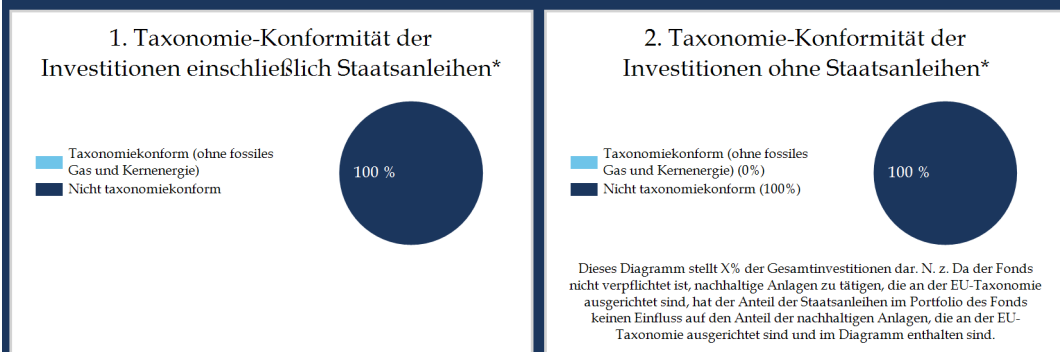 1. Taxonomie-Konformität der
Investitionen einschließlich Staatsanleihen*
Taxonomiekonform (ohne fossiles
Gas und Kernenergie)
Nicht taxonomiekonform
100 %
2. Taxonomie-Konformität der
Investitionen ohne Staatsanleihen*
Taxonomiekonform (ohne fossiles
Gas und Kernenergie) (0%)
Nicht taxonomiekonform (100%)
100 %
Dieses Diagramm stellt X% der Gesamtinvestitionen dar. N. z. Da der Fonds
nicht verpflichtet ist, nachhaltige Anlagen zu tätigen, die an der EU-Taxonomie
ausgerichtet sind, hat der Anteil der Staatsanleihen im Portfolio des Fonds
keinen Einfluss auf den Anteil der nachhaltigen Anlagen, die an der EU-
Taxonomie ausgerichtet sind und im Diagramm enthalten sind.